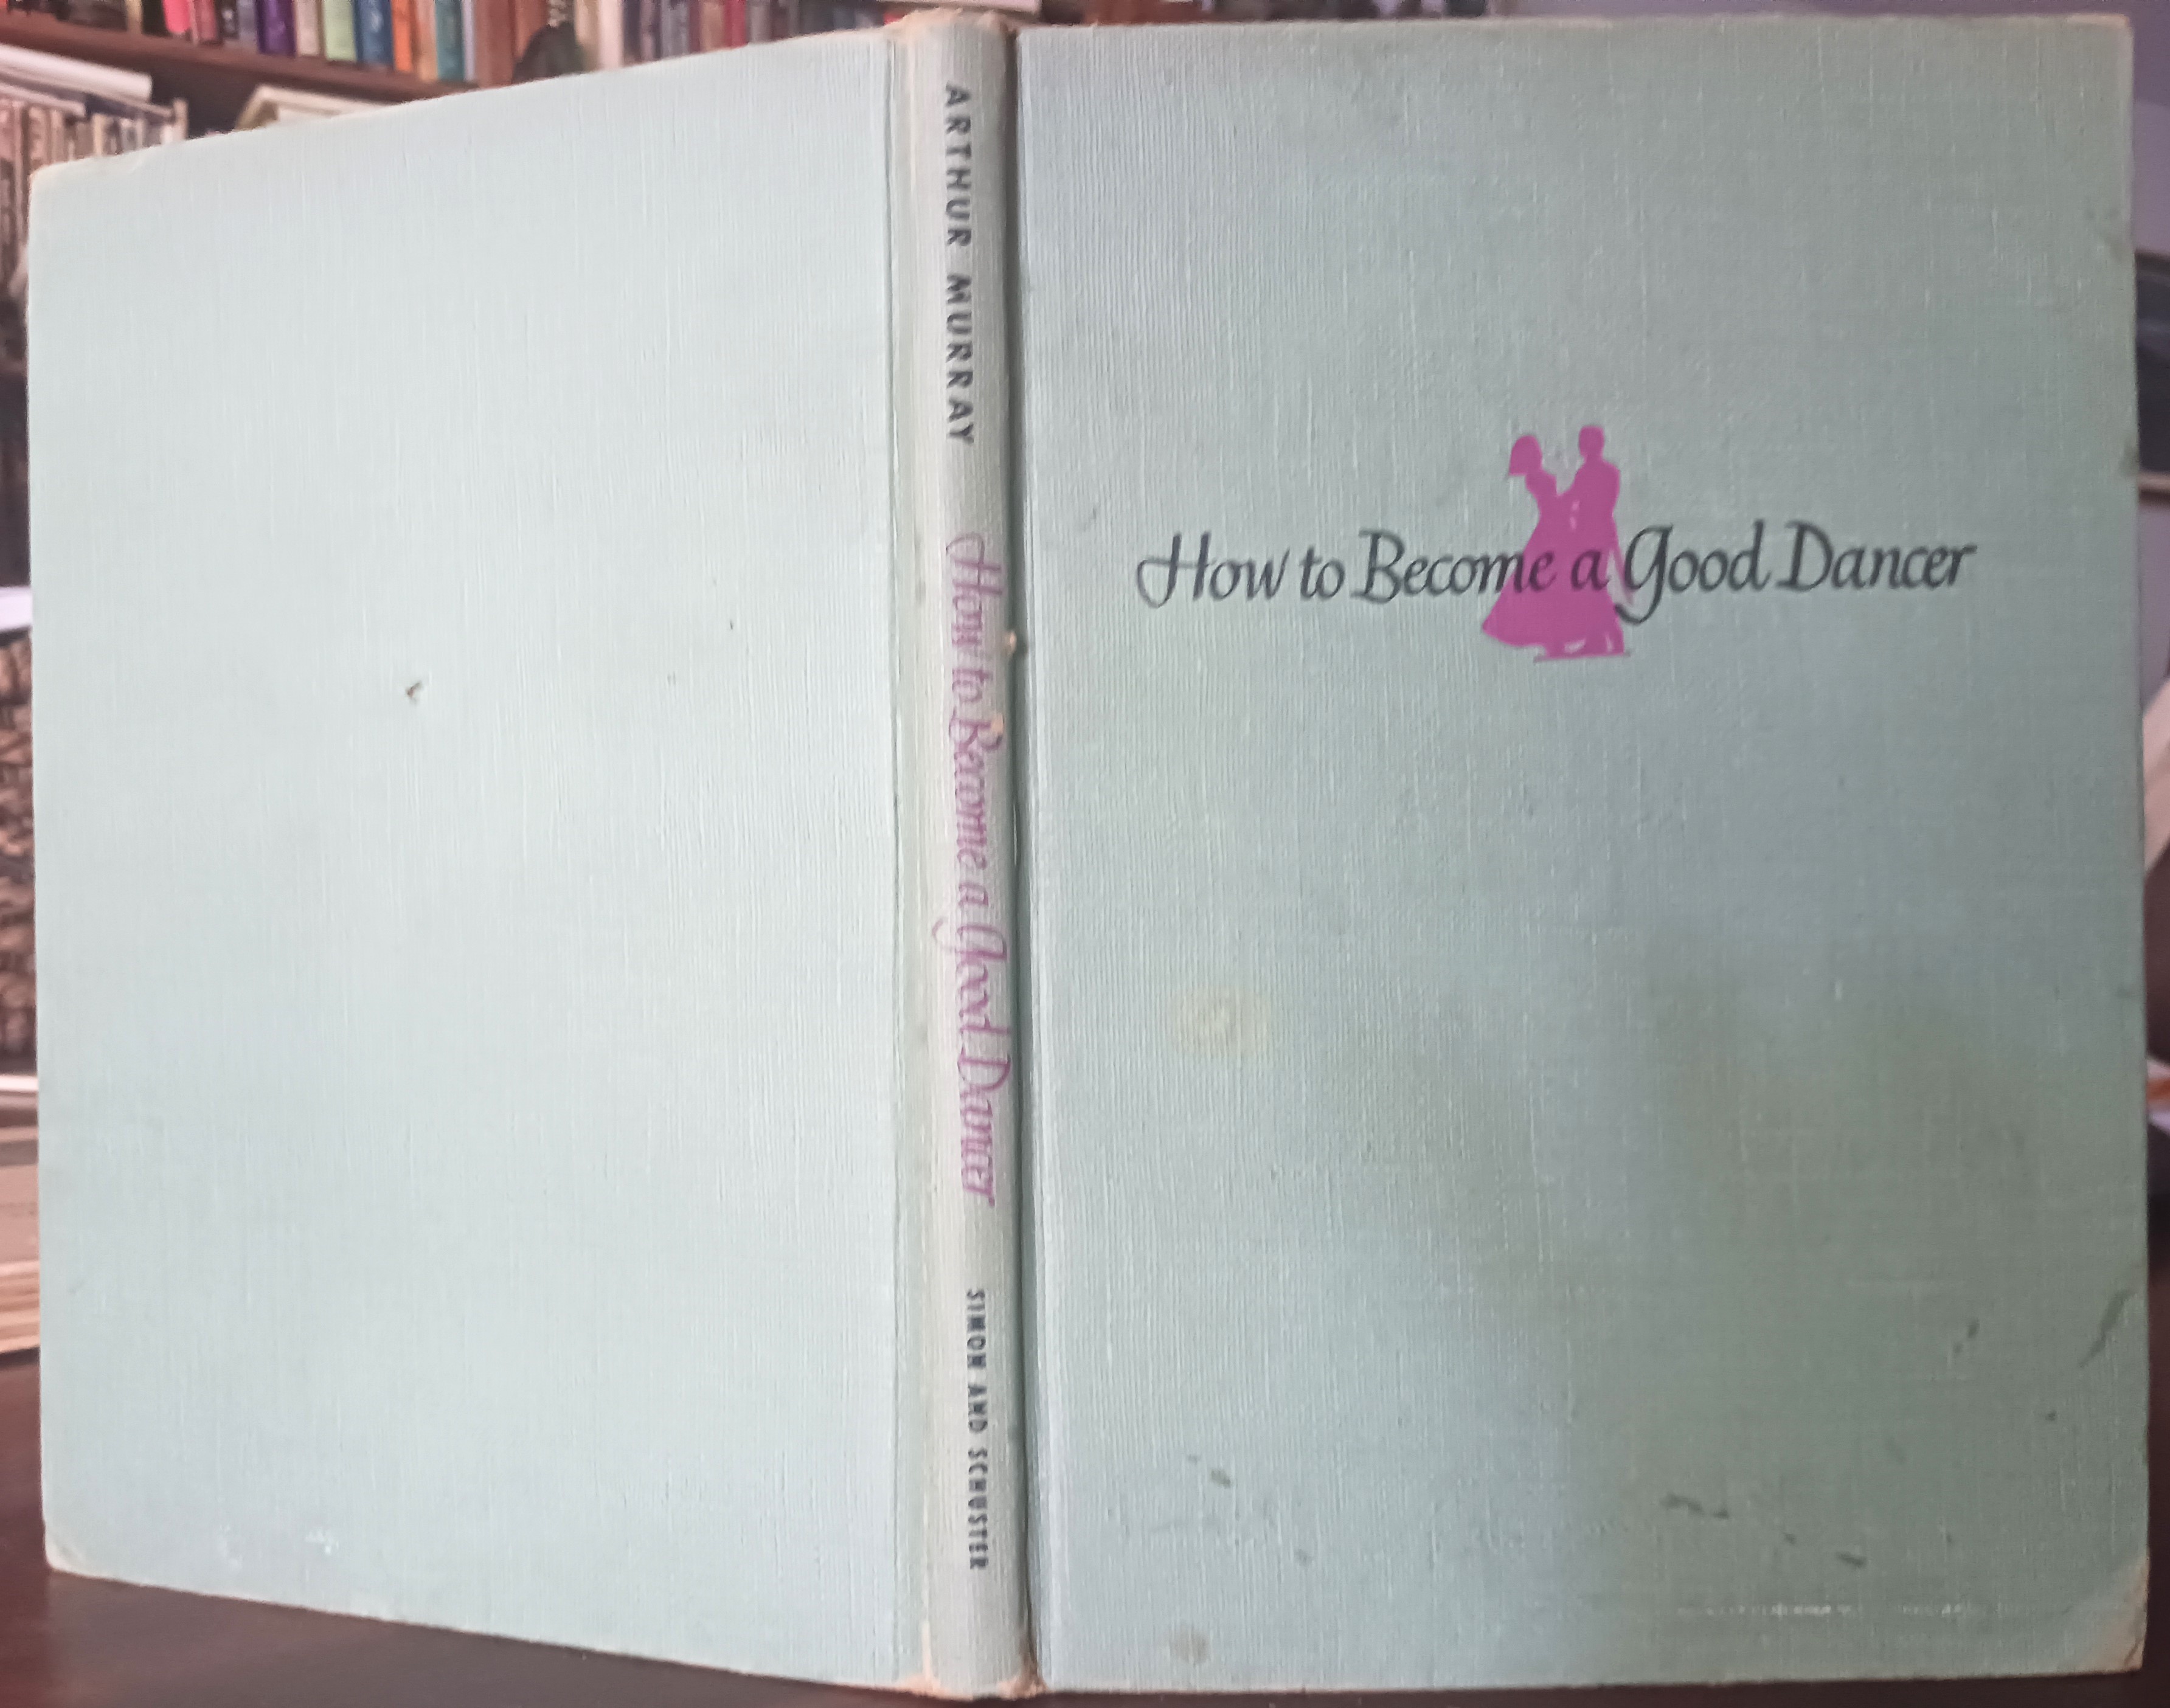 ARTHUR MURRAY
How to Become a Good Dancer
SIMON AND SCHUSTER
How to Become a Good Dancer